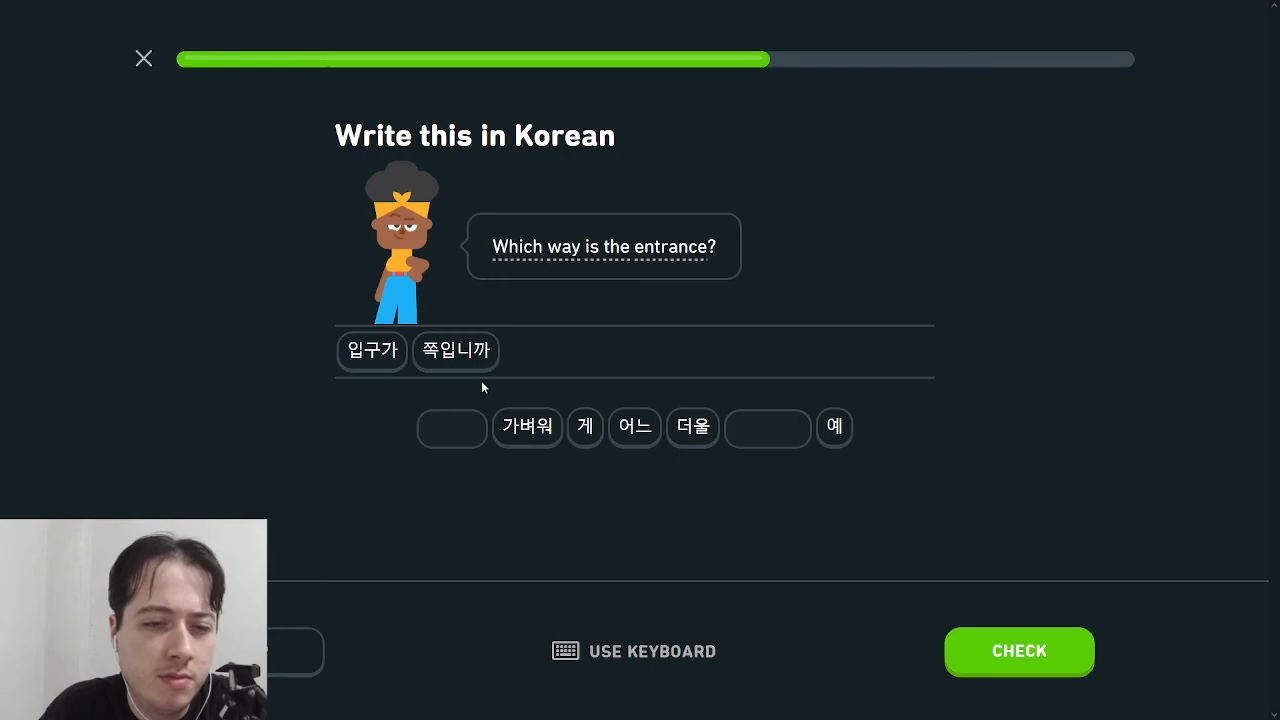 Write this in Korean
Which way is the entrance?
입구가 쪽입니까
가벼워 게 어느 더울 예
USE KEYBOARD
CHECK